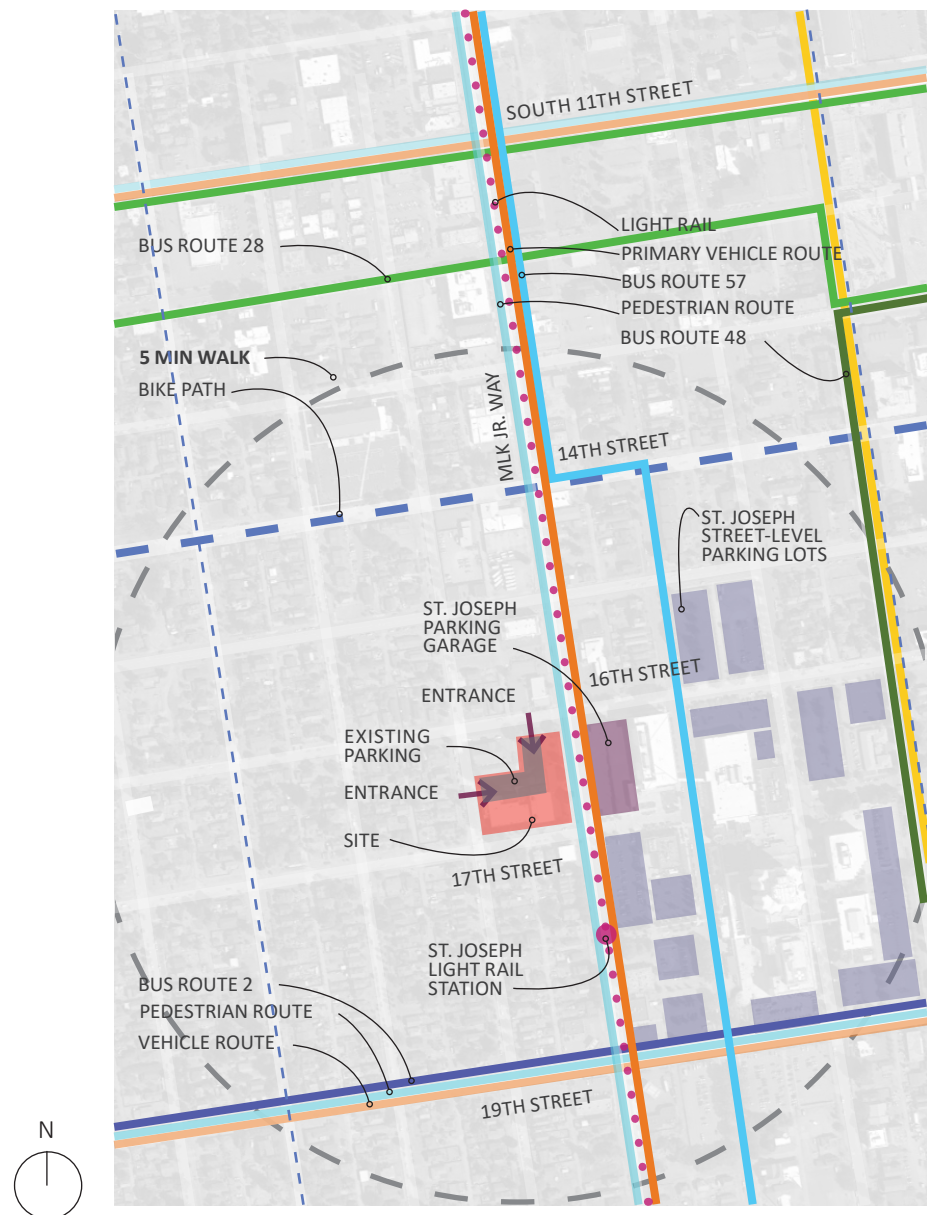 SOUTH 11TH STREET
LIGHT RAIL
BUS ROUTE 28
PRIMARY VEHICLE ROUTE
BUS ROUTE 57
PEDESTRIAN ROUTE
BUS ROUTE 48
5 MIN WALK
BIKE PATH
MLK JR. WAY
14TH STREET
ST. JOSEPH
STREET-LEVEL
PARKING LOTS
ST. JOSEPH
PARKING
GARAGE
16TH STREET
ENTRANCE
EXISTING
PARKING
ENTRANCE
SITE
17TH STREET
ST. JOSEPH
LIGHT RAIL
STATION
BUS ROUTE 2
PEDESTRIAN ROUTE
VEHICLE ROUTE
19TH STREET
N